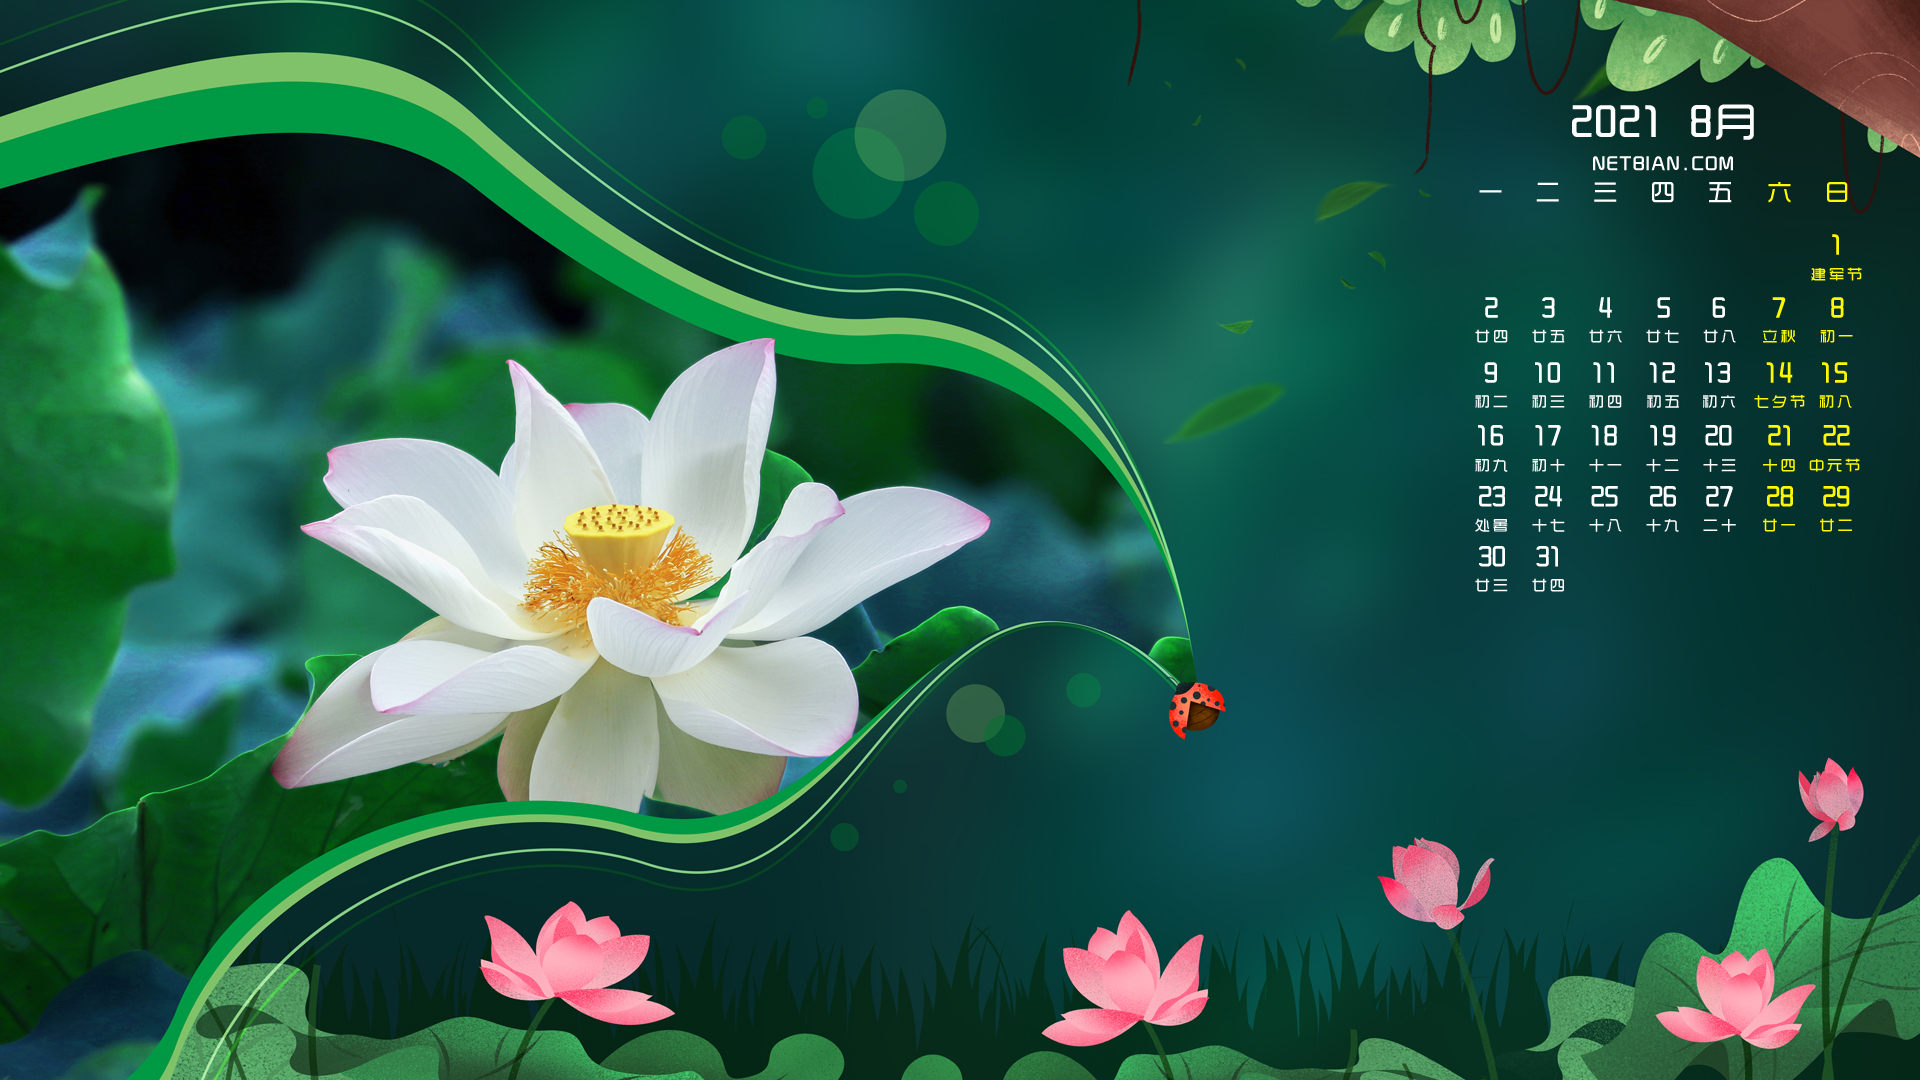 2021 8月
NETBIAN.COM
一 二 三 四 五 六 日
1
建军节
2 3 4 5 6 7 8
廿四 廿五 廿六 廿七 廿八 立秋 初一
9 10 11 12 13 14 15
初二 初三 初四 初五 初六 七夕节 初八
16 17 18 19 20 21 22
初九 初十 十一 十二 十三 十四 中元节
23 24 25 26 27 28 29
处暑 十七 十八 十九 二十 廿一 廿二
30 31
廿三 廿四